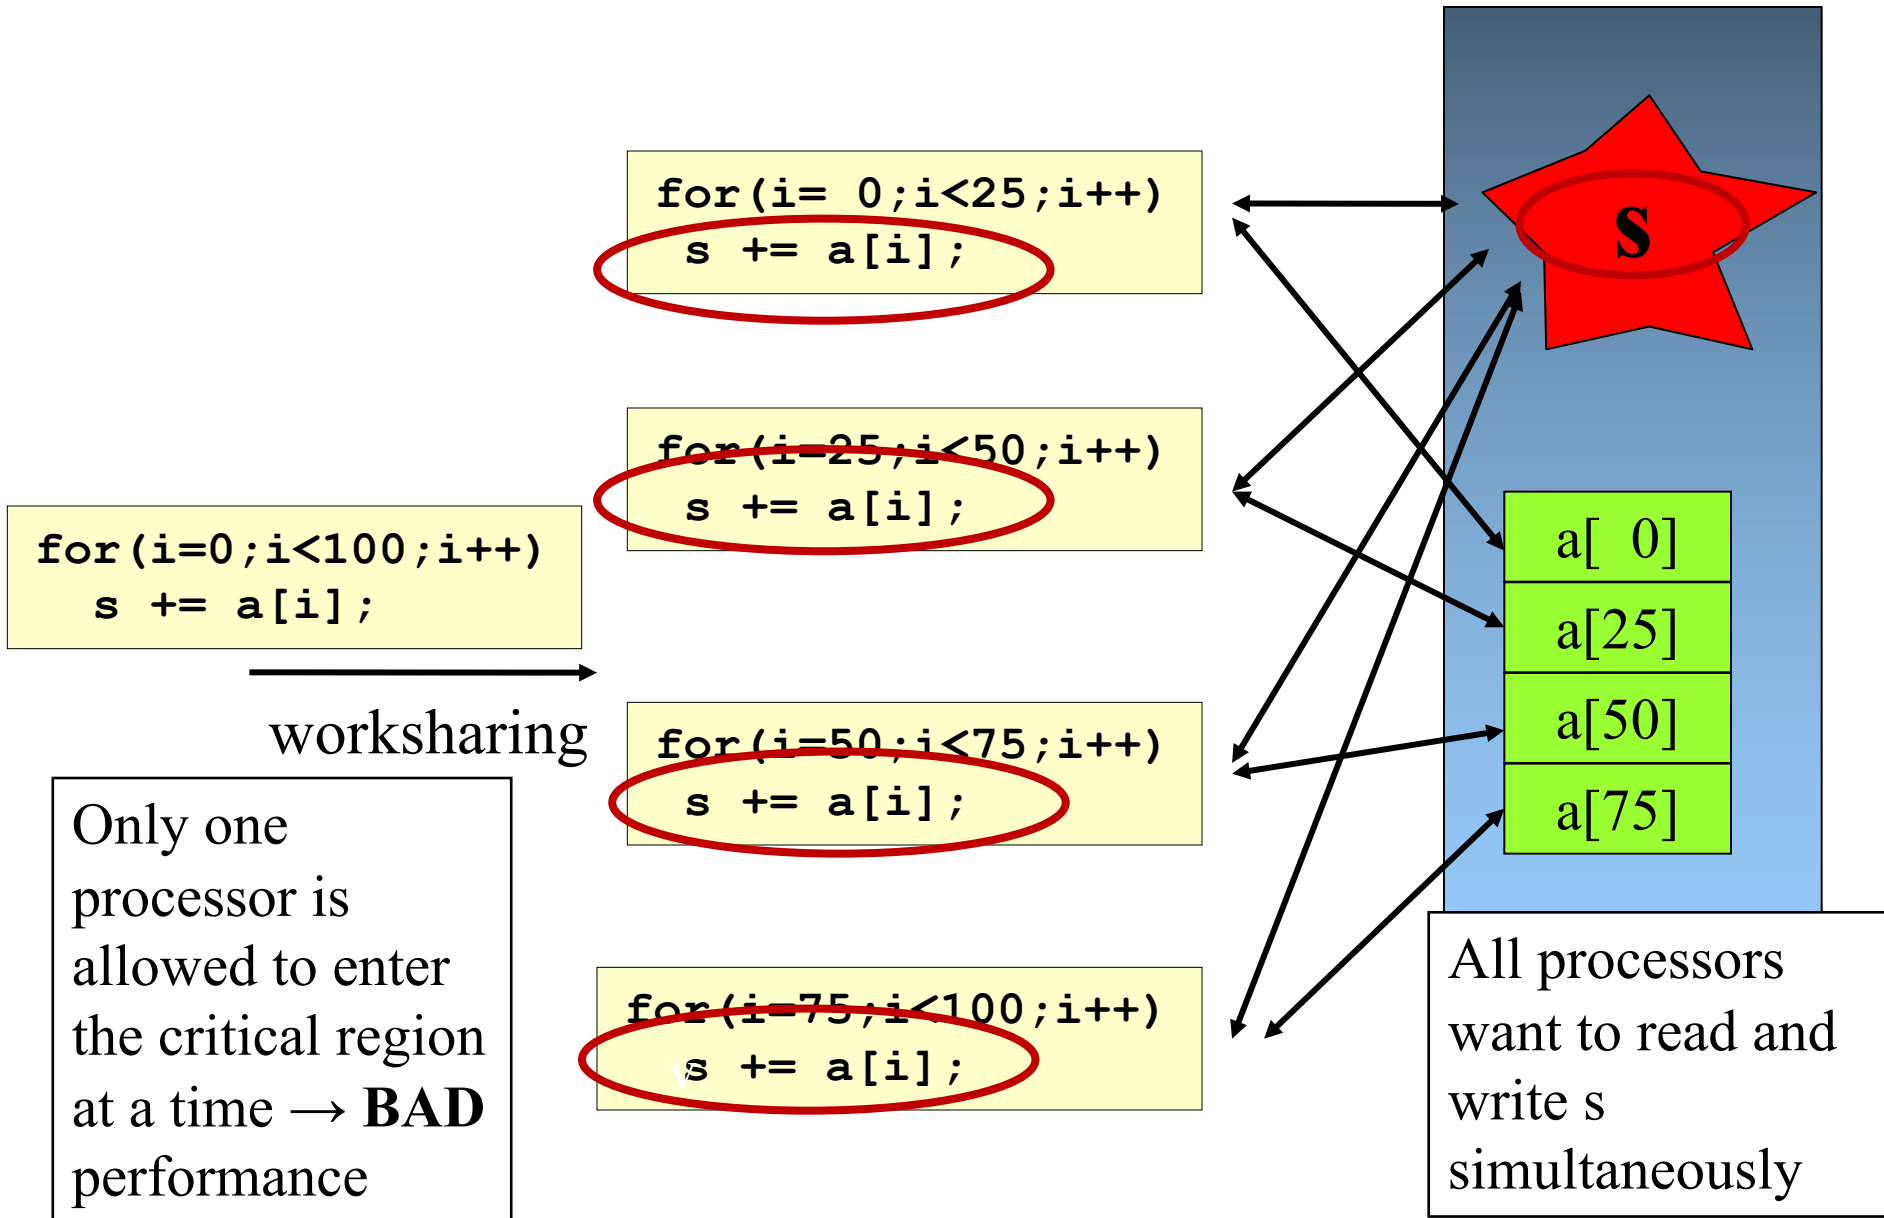 for(i=0;i<100;i++)
s += a[i];
worksharing
Only one
processor is
allowed to enter
the critical region
at a time → BAD
performance
for(i= 0;i<25;i++)
s += a[i];
for(i=25;i<50;i++)
s += a[i];
for(i=50;i<75;i++)
s += a[i];
for(i=75;i<100;i++)
s += a[i];
v
s
a[ 0]
a[25]
a[50]
a[75]
All processors
want to read and
write s
simultaneously